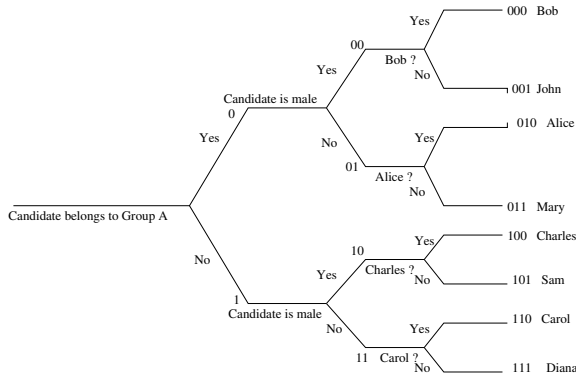 Yes
000 Bob
00
Bob ?
Yes
No
Candidate is male
001 John
0
010 Alice
Yes
Yes
No
01
Alice ?
No
011 Mary
Candidate belongs to Group A
100 Charles
Yes
10
No
Charles ?
Yes
No
101 Sam
1
Candidate is male
110 Carol
No
Yes
11
Carol ?
No
111 Diana